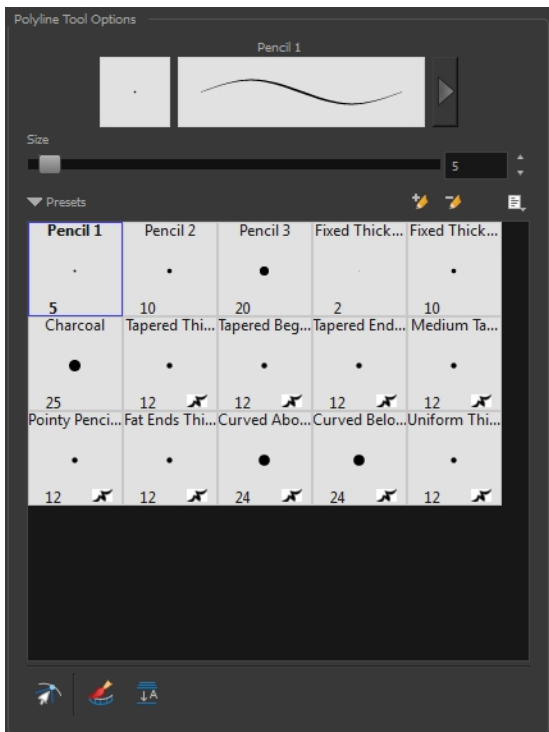 Polyline Tool Options
Pencil 1
Size
5
Presets
Pencil 1 Pencil 2 Pencil 3 Fixed Thick... Fixed Thick...
5 10 20 2 10
Charcoal Tapered Thi... Tapered Beg... Tapered End... Medium Ta...
25 12 12 12 12
Pointy Penci... Fat Ends Thi... Curved Abo... Curved Belo... Uniform Thi...
12 12 24 24 12
A